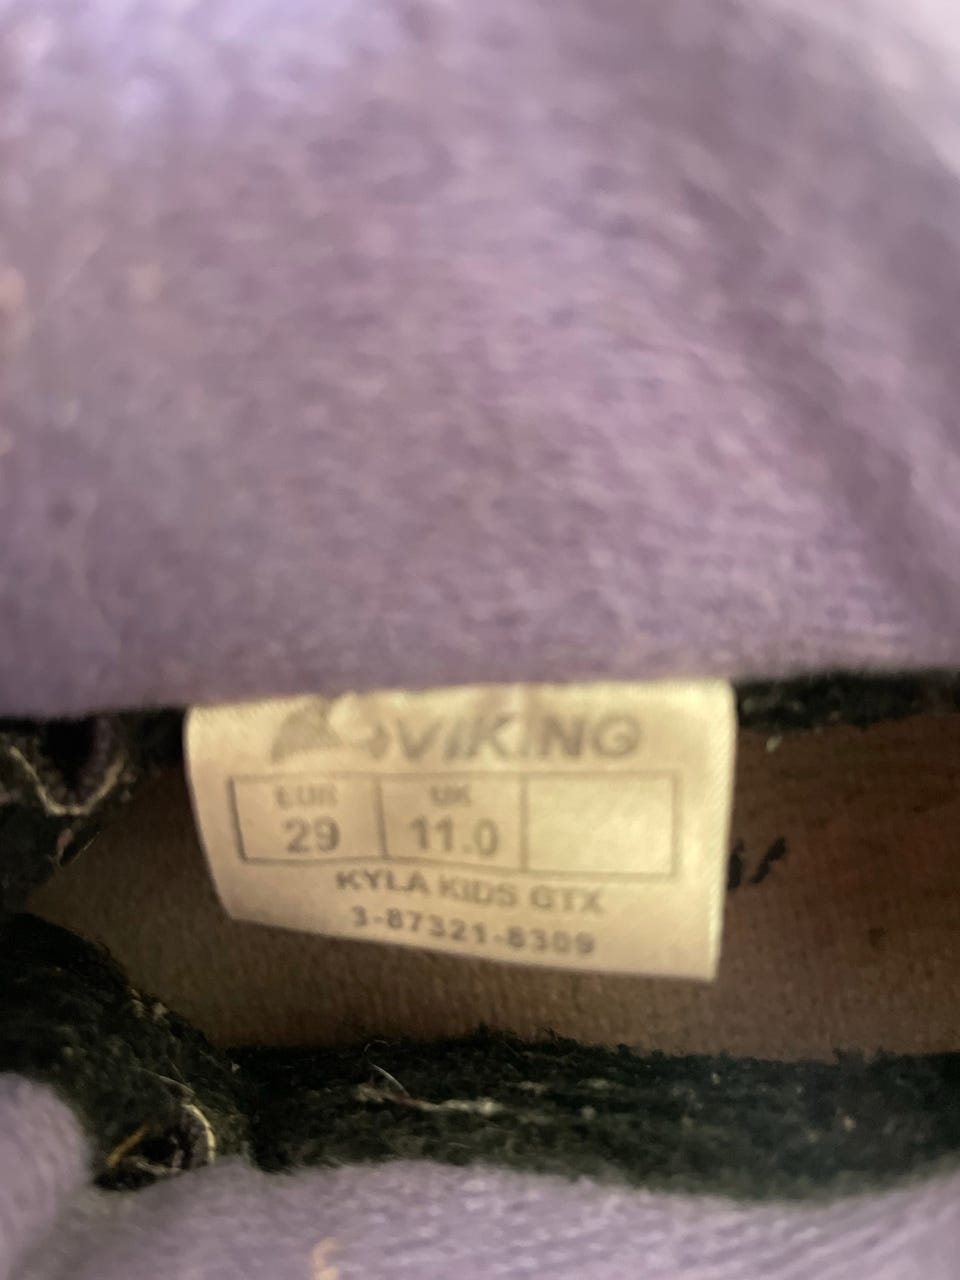 VIKING
EUR UK
29 11.0
KYLA KIDS GTX
3-87321-8309